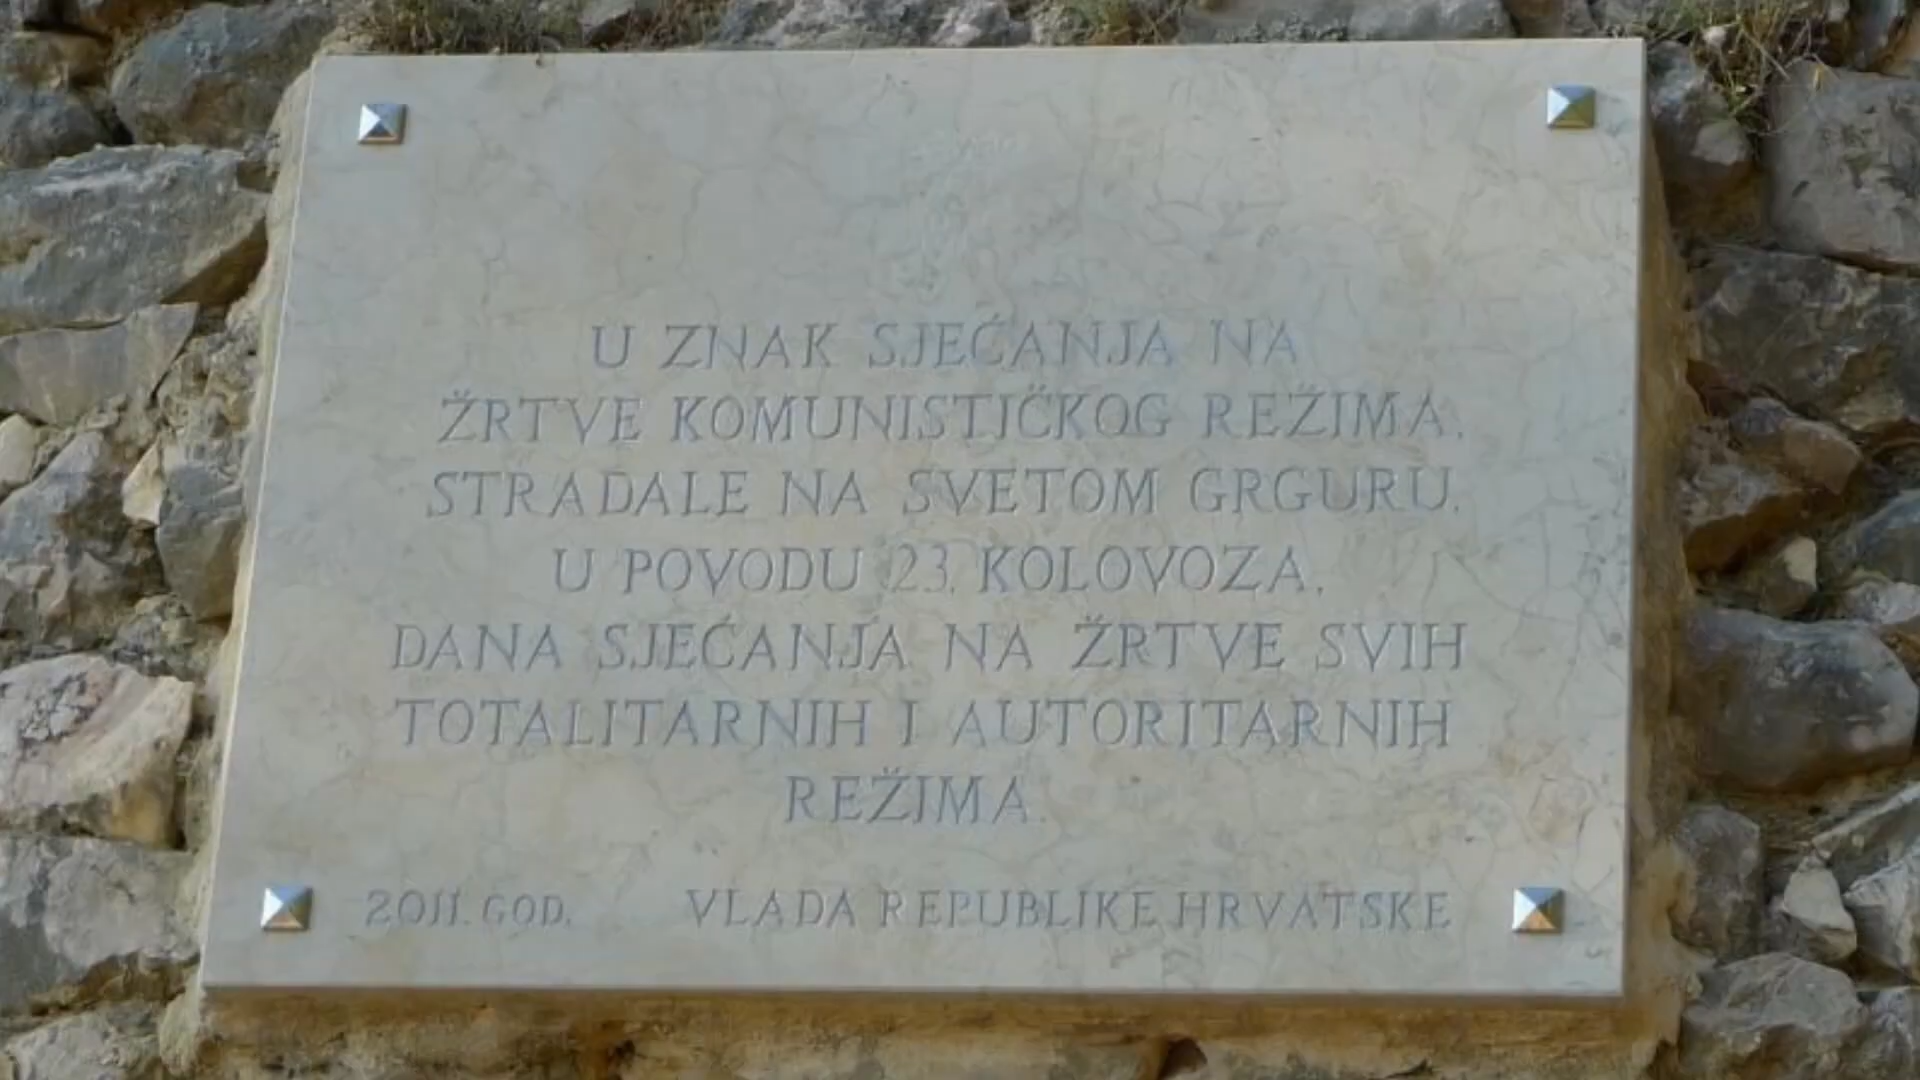 U ZNAK SJEĆANJA NA
ŽRTVE KOMUNISTIČKOG REŽIMA,
STRADALE NA SVETOM GRGURU,
U POVODU 23. KOLOVOZA,
DANA SJEĆANJA NA ŽRTVE SVIH
TOTALITARNIH I AUTORITARNIH
REŽIMA.
2011. GOD. VLADA REPUBLIKE HRVATSKE